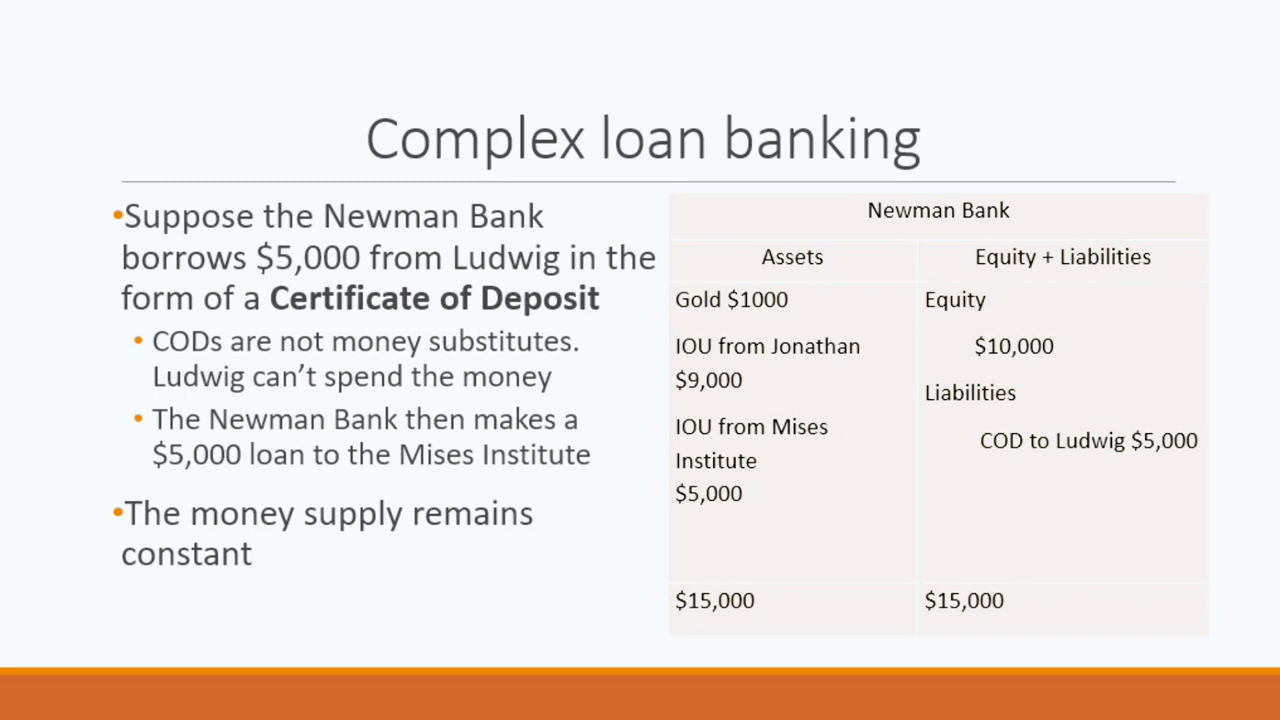 Complex loan banking
•Suppose the Newman Bank
borrows $5,000 from Ludwig in the
form of a Certificate of Deposit
• CODs are not money substitutes.
Ludwig can’t spend the money
• The Newman Bank then makes a
$5,000 loan to the Mises Institute
•The money supply remains
constant
Newman Bank
Assets
Equity + Liabilities
Gold $1000
IOU from Jonathan
$9,000
IOU from Mises
Institute
$5,000
Equity
$10,000
Liabilities
COD to Ludwig $5,000
$15,000
$15,000